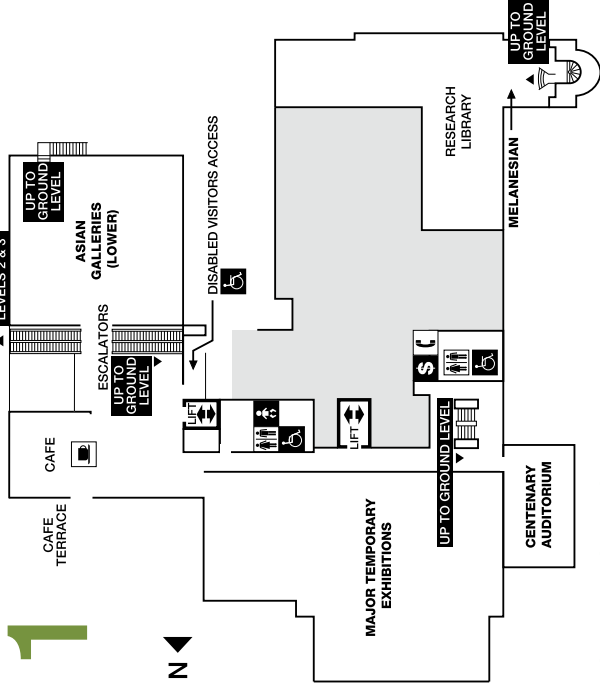 UP TO
GROUND
LEVEL
RESEARCH
LIBRARY
MELANESIAN
DISABLED VISITORS ACCESS
UP TO
GROUND
LEVEL
ASIAN
GALLERIES
(LOWER)
LEVELS 2 & 3
ESCALATORS
UP TO
GROUND
LEVEL
LIFT
LIFT
$
UP TO GROUND LEVEL
CAFE
CAFE
TERRACE
MAJOR TEMPORARY
EXHIBITIONS
CENTENARY
AUDITORIUM
1
N